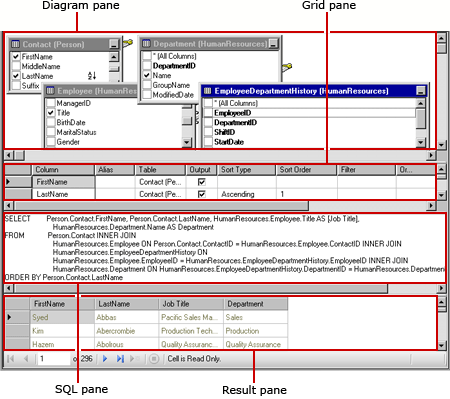 Diagram pane
Grid pane
Contact (Person)
FirstName
MiddleName
LastName
Suffix
Department (HumanResources)
* (All Columns)
DepartmentID
Name
GroupName
ModifiedDate
Employee (HumanResources)
ManagerID
Title
BirthDate
MaritalStatus
Gender
EmployeeDepartmentHistory (HumanResources)
* (All Columns)
EmployeeID
DepartmentID
ShiftID
StartDate
Column Alias Table Output Sort Type Sort Order Filter Or...
FirstName Contact (Pe...
LastName Contact (Pe... Ascending 1
SELECT Person.Contact.FirstName, Person.Contact.LastName, HumanResources.Employee.Title AS [Job Title],
HumanResources.Department.Name AS Department
FROM Person.Contact INNER JOIN
HumanResources.Employee ON Person.Contact.ContactID = HumanResources.Employee.ContactID INNER JOIN
HumanResources.EmployeeDepartmentHistory ON
HumanResources.Employee.EmployeeID = HumanResources.EmployeeDepartmentHistory.EmployeeID INNER JOIN
HumanResources.Department ON HumanResources.EmployeeDepartmentHistory.DepartmentID = HumanResources.Departmen
ORDER BY Person.Contact.LastName
FirstName LastName Job Title Department
Syed Abbas Pacific Sales Ma... Sales
Kim Abercrombie Production Tech... Production
Hazem Abolrous Quality Assuranc... Quality Assurance
1 of 296 Cell is Read Only.
SQL pane
Result pane